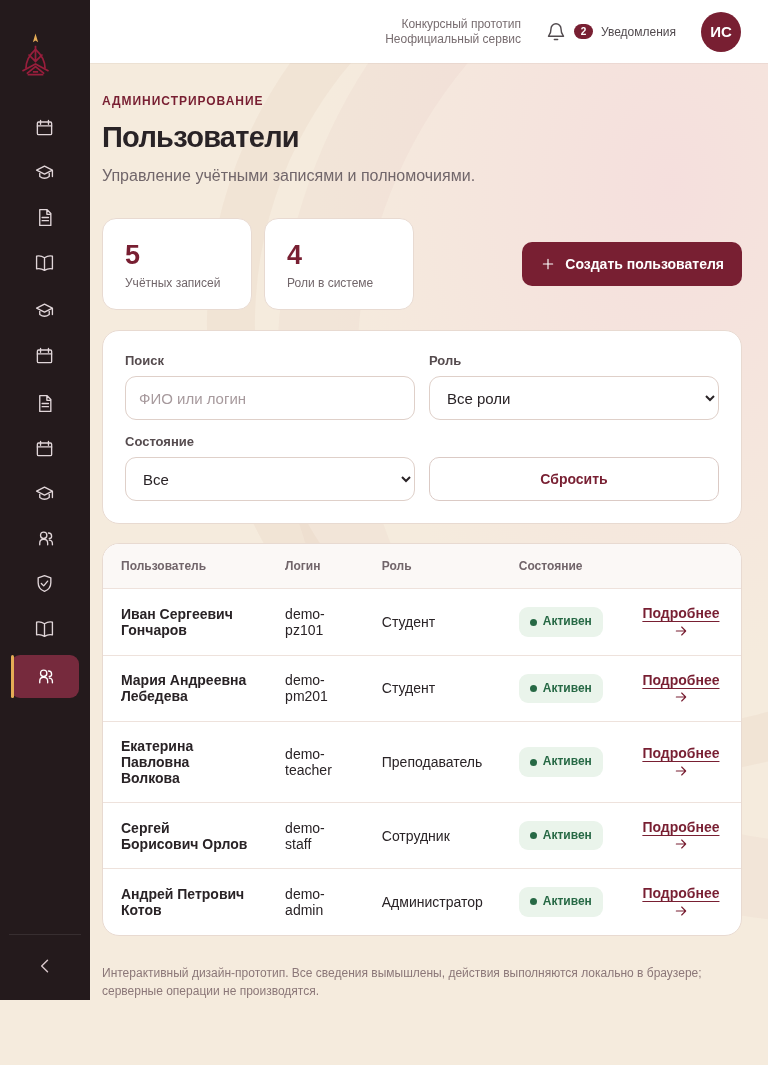 Конкурсный прототип
Неофициальный сервис
2 Уведомления
ИС
АДМИНИСТРИРОВАНИЕ
Пользователи
Управление учётными записями и полномочиями.
5
Учётных записей
4
Роли в системе
Создать пользователя
Поиск
Роль
ФИО или логин
Все роли
Состояние
Все
Сбросить
Пользователь Логин Роль Состояние
Иван Сергеевич
Гончаров
demo-
pz101
Студент
Активен
Подробнее
→
Мария Андреевна
Лебедева
demo-
pm201
Студент
Активен
Подробнее
→
Екатерина
Павловна
Волкова
demo-
teacher
Преподаватель
Активен
Подробнее
→
Сергей
Борисович Орлов
demo-
staff
Сотрудник
Активен
Подробнее
→
Андрей Петрович
Котов
demo-
admin
Администратор
Активен
Подробнее
→
Интерактивный дизайн-прототип. Все сведения вымышлены, действия выполняются локально в браузере;
серверные операции не производятся.